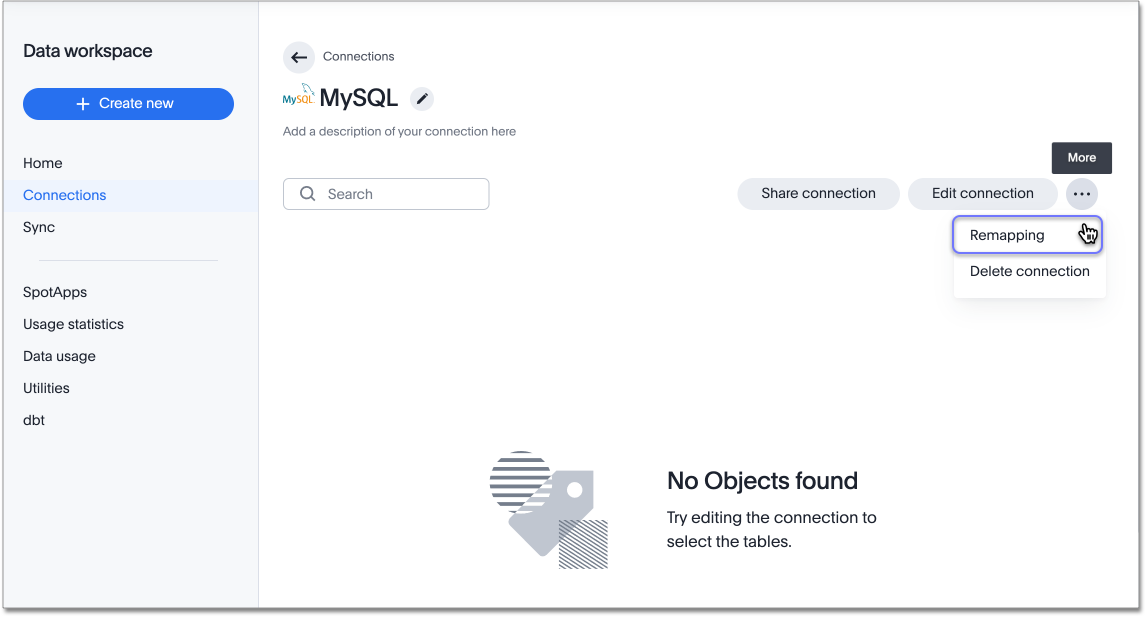 Data workspace
Create new
Home
Connections
Sync
SpotApps
Usage statistics
Data usage
Utilities
dbt
Connections
MySQL MySQL
Add a description of your connection here
More
Search
Share connection
Edit connection
Remapping
Delete connection
No Objects found
Try editing the connection to
select the tables.